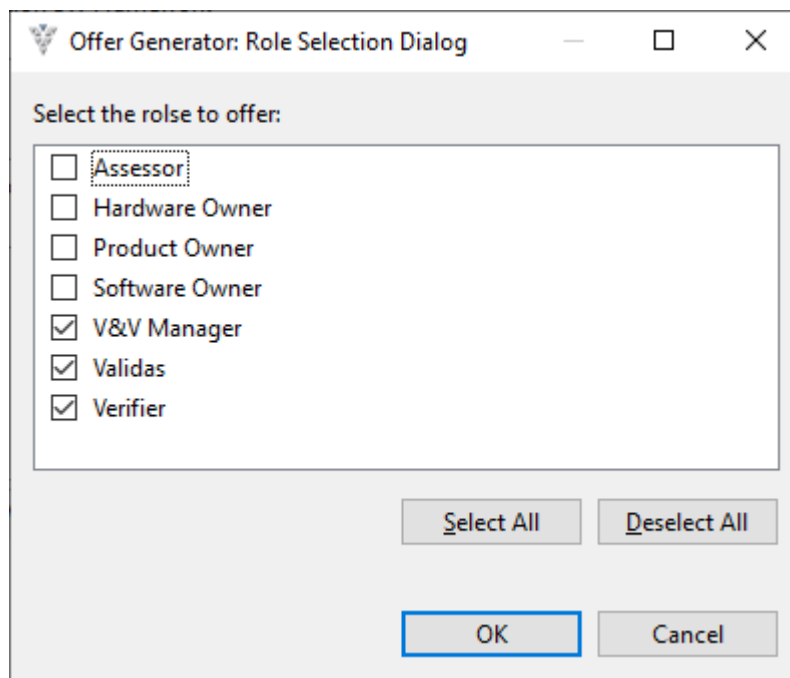 Offer Generator: Role Selection Dialog
Select the rolse to offer:
Assessor
Hardware Owner
Product Owner
Software Owner
V&V Manager
Validas
Verifier
Select All Deselect All
OK Cancel